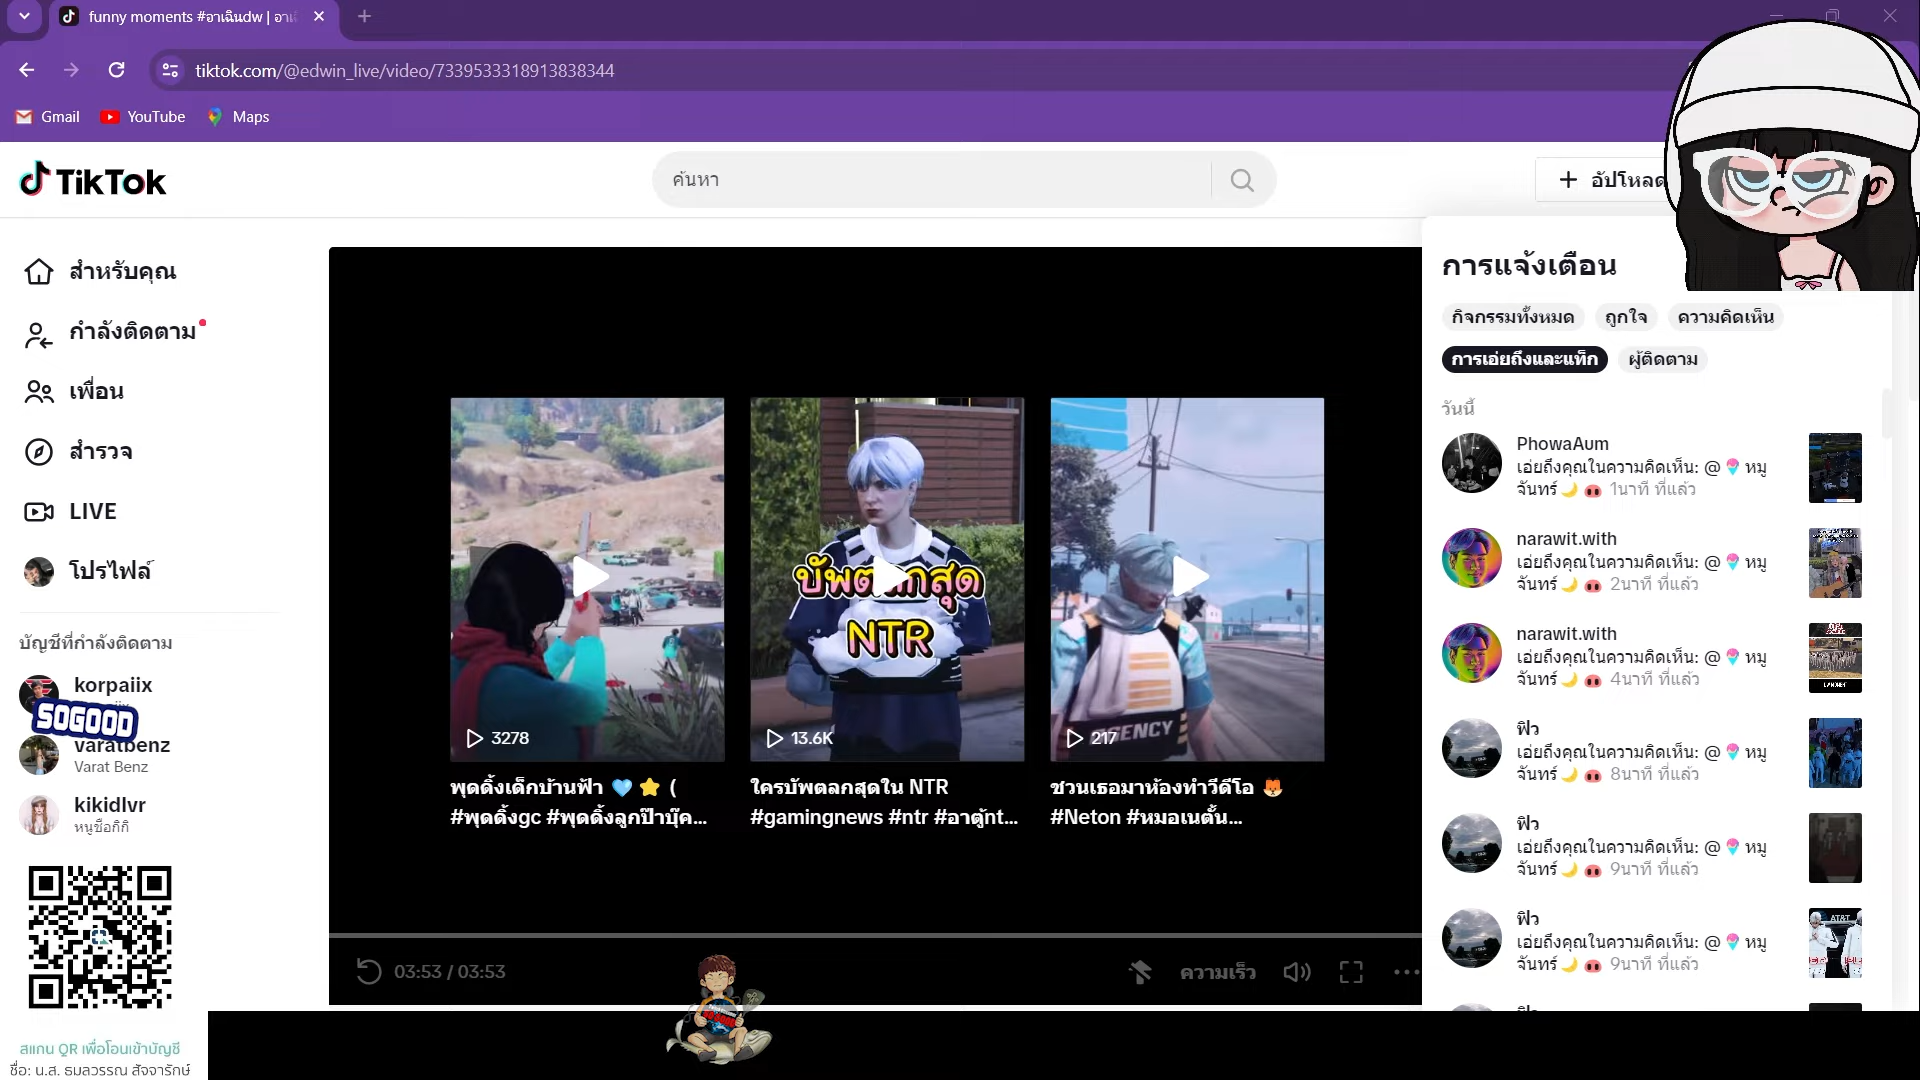 funny moments #อาเฉินdw | อาเ
tiktok.com/@edwin_live/video/7339533318913838344
Gmail
YouTube
Maps
TikTok
ค้นหา
อัปโหลด
สำหรับคุณ
กำลังติดตาม
เพื่อน
สำรวจ
LIVE
โปรไฟล์
บัญชีที่กำลังติดตาม
korpaiix
SOGOOD
varatbenz
Varat Benz
kikidlvr
หนูชื่อกิกิ
สแกน QR เพื่อโอนเข้าบัญชี
ชื่อ: น.ส. ธมลวรรณ สัจจารักษ์
บัพตลกสุด
NTR
AGENCY
3278
13.6K
217
พุดดิ้งเด็กบ้านฟ้า 🩵 ⭐ (
#พุดดิ้งgc #พุดดิ้งลูกป๊าบุ๊ค...
ใครบัพตลกสุดใน NTR
#gamingnews #ntr #อาตู้nt...
ชวนเธอมาห้องทำวีดีโอ 🦊
#Neton #หมอเนตั้น...
03:53 / 03:53
ความเร็ว
การแจ้งเตือน
กิจกรรมทั้งหมด
ถูกใจ
ความคิดเห็น
การเอ่ยถึงและแท็ก
ผู้ติดตาม
วันนี้
PhowaAum
เอ่ยถึงคุณในความคิดเห็น: @🍧 หมู
จันทร์🌙 🐽 1นาที ที่แล้ว
narawit.with
เอ่ยถึงคุณในความคิดเห็น: @🍧 หมู
จันทร์🌙 🐽 2นาที ที่แล้ว
narawit.with
เอ่ยถึงคุณในความคิดเห็น: @🍧 หมู
จันทร์🌙 🐽 4นาที ที่แล้ว
ฟิว
เอ่ยถึงคุณในความคิดเห็น: @🍧 หมู
จันทร์🌙 🐽 8นาที ที่แล้ว
ฟิว
เอ่ยถึงคุณในความคิดเห็น: @🍧 หมู
จันทร์🌙 🐽 9นาที ที่แล้ว
ฟิว
เอ่ยถึงคุณในความคิดเห็น: @🍧 หมู
จันทร์🌙 🐽 9นาที ที่แล้ว